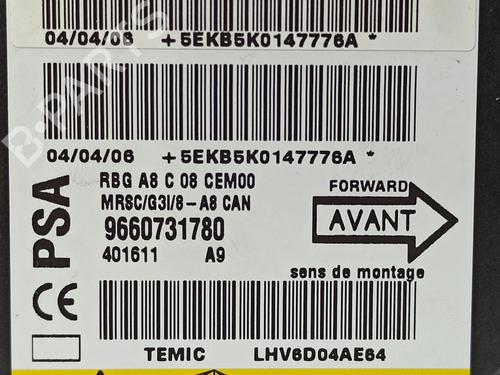 04/04/06 +5EKB5K0147776A *
04/04/06 +5EKB5K0147776A *
PSA
RBG A8 C 08 CEM00
MRSC/G3I/8-A8 CAN
9660731780
401611 A9
FORWARD
AVANT
sens de montage
CE
TEMIC LHV6D04AE64
B-PARTS